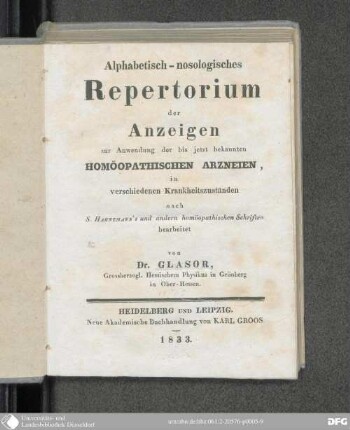 Alphabetisch-nosologisches
Repertorium
der
Anzeigen
zur Anwendung der bis jetzt bekannten
HOMÖOPATHISCHEN ARZNEIEN,
in
verschiedenen Krankheitszuständen
nach
S. HAHNEMANN's und andern homöopathischen Schriften
bearbeitet
von
Dr. GLASOR,
Grossherzogl. Hessischem Physikus in Grünberg
in Ober-Hessen.
HEIDELBERG UND LEIPZIG.
Neue Akademische Buchhandlung von KARL GROOS.
1833.
Universitäts- und
Landesbibliothek Düsseldorf
DFG